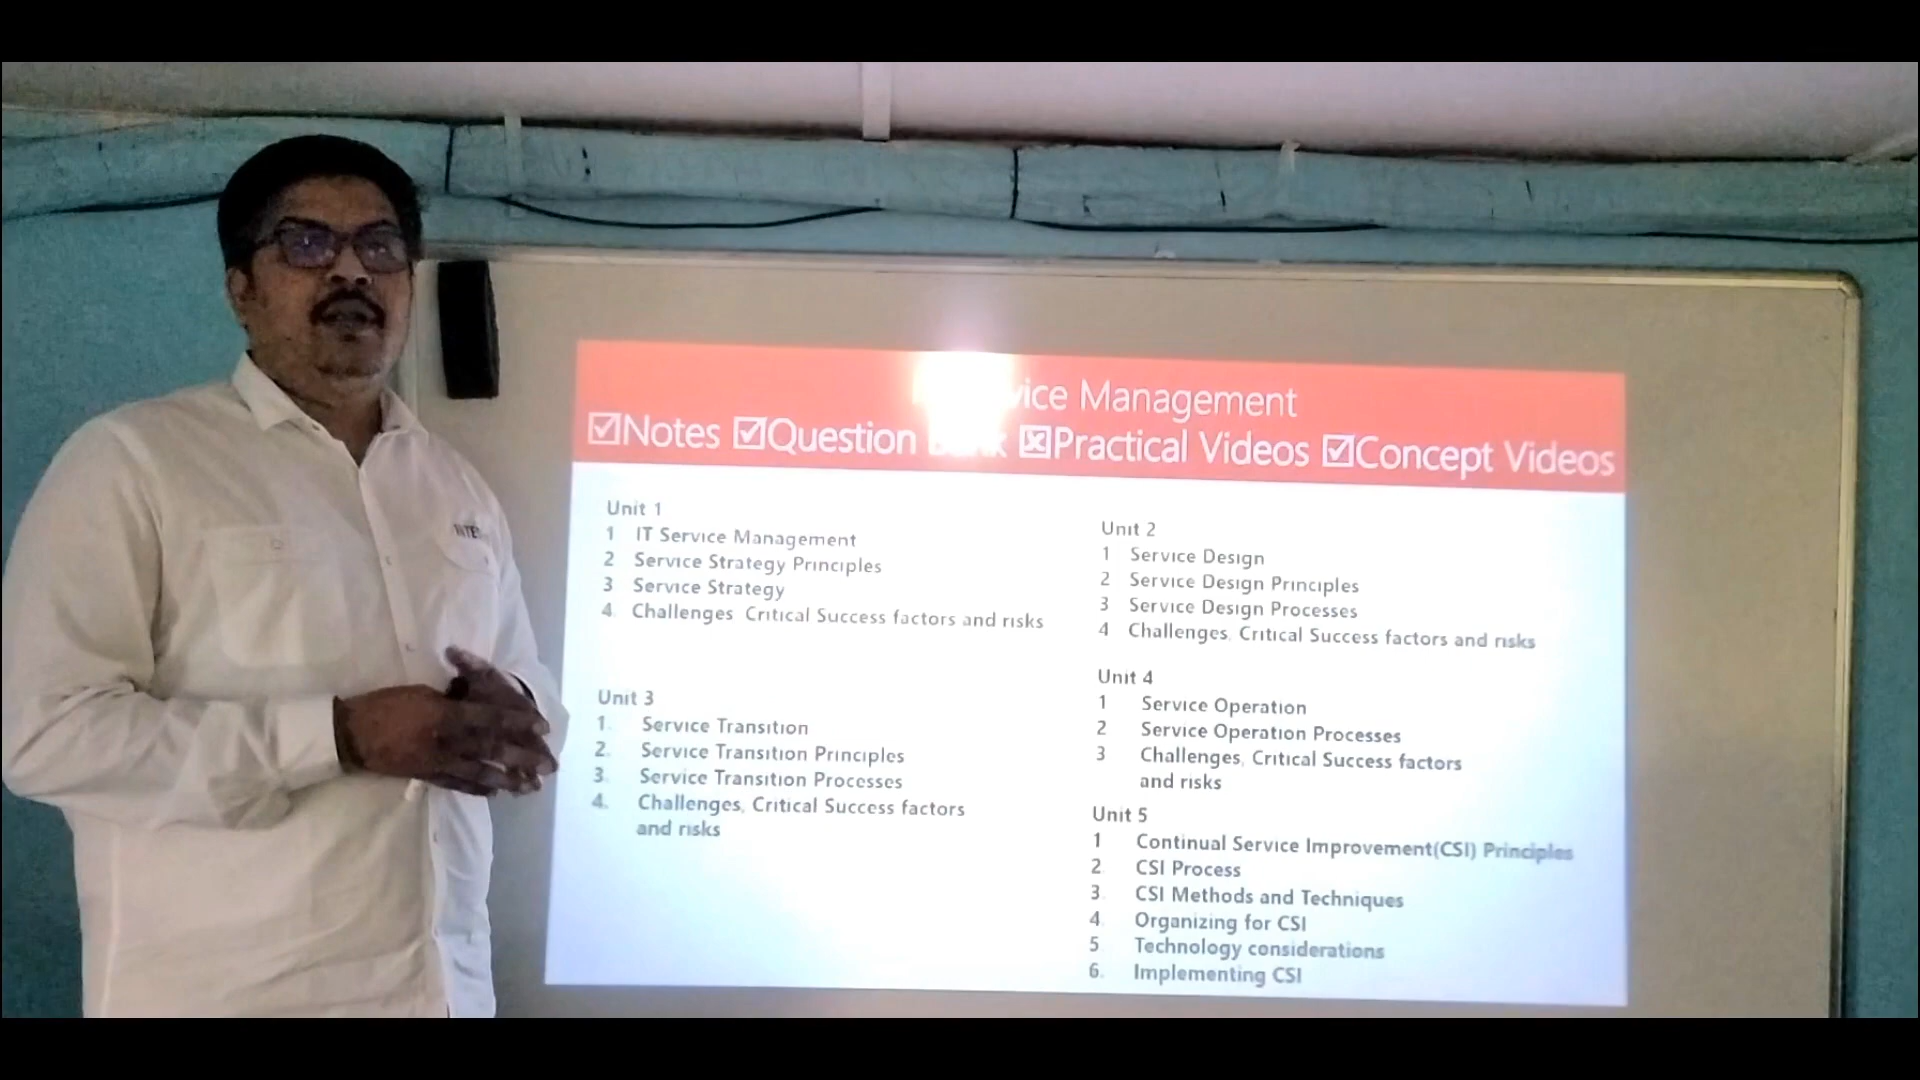 Service Management
☑Notes ☑Question Bank ☒Practical Videos ☑Concept Videos
Unit 1
1 IT Service Management
2 Service Strategy Principles
3 Service Strategy
4. Challenges Critical Success factors and risks
Unit 2
1 Service Design
2 Service Design Principles
3 Service Design Processes
4 Challenges, Critical Success factors and risks
Unit 3
1. Service Transition
2. Service Transition Principles
3. Service Transition Processes
4. Challenges, Critical Success factors
and risks
Unit 4
1 Service Operation
2 Service Operation Processes
3 Challenges, Critical Success factors
and risks
Unit 5
1 Continual Service Improvement(CSI) Principles
2. CSI Process
3. CSI Methods and Techniques
4. Organizing for CSI
5 Technology considerations
6. Implementing CSI